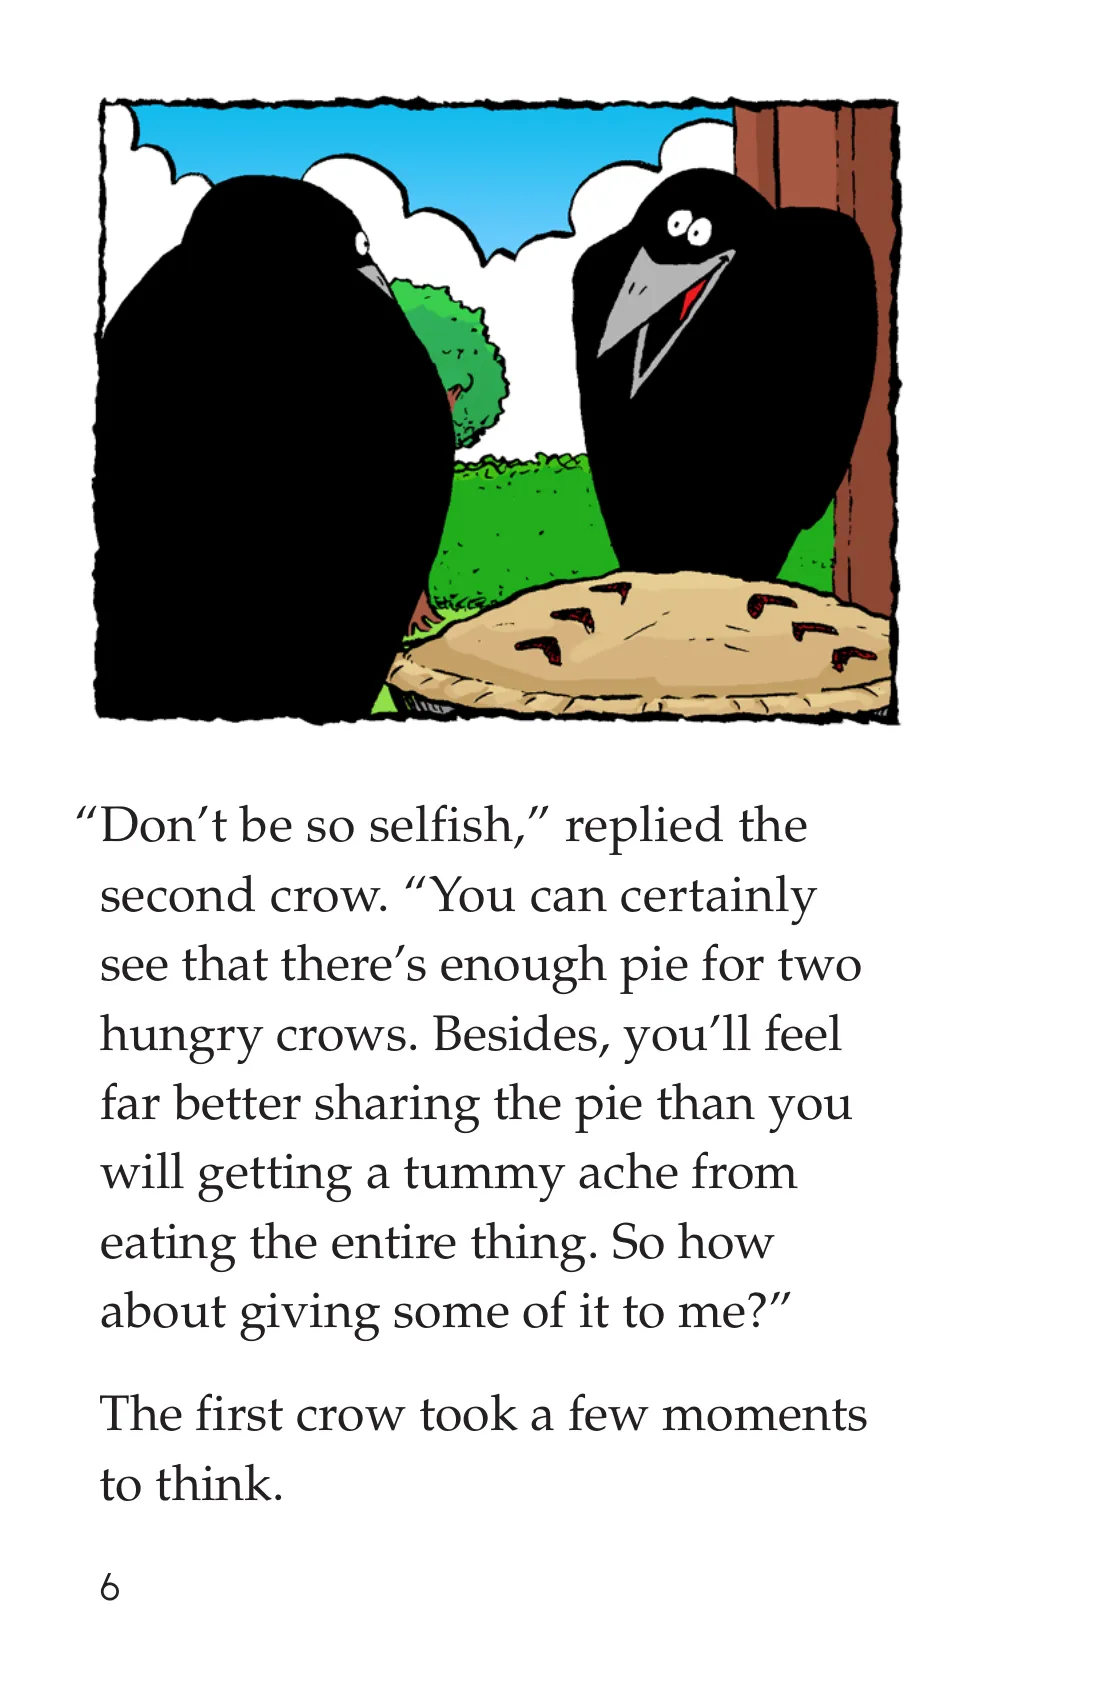 “Don’t be so selfish,” replied the
second crow. “You can certainly
see that there’s enough pie for two
hungry crows. Besides, you’ll feel
far better sharing the pie than you
will getting a tummy ache from
eating the entire thing. So how
about giving some of it to me?”
The first crow took a few moments
to think.
6